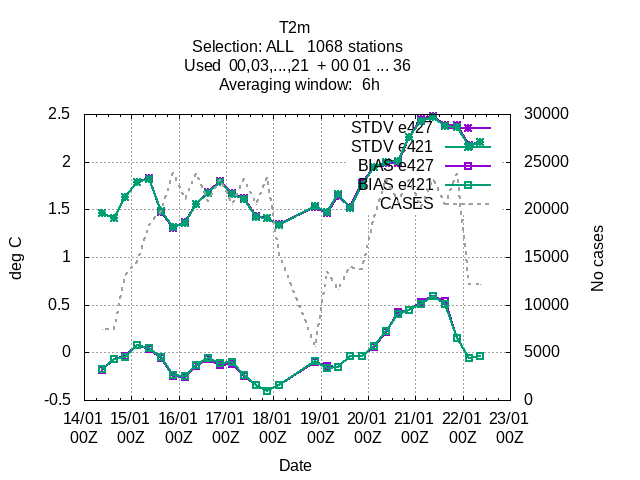 T2m
Selection: ALL   1068 stations
Used  00,03,...,21  + 00 01 ... 36
Averaging window:  6h
2.5
2
1.5
1
0.5
0
-0.5
deg C
30000
25000
20000
15000
10000
5000
0
No cases
STDV e427
STDV e421
BIAS e427
BIAS e421
CASES
14/01 15/01 16/01 17/01 18/01 19/01 20/01 21/01 22/01 23/01
00Z 00Z 00Z 00Z 00Z 00Z 00Z 00Z 00Z 00Z
Date